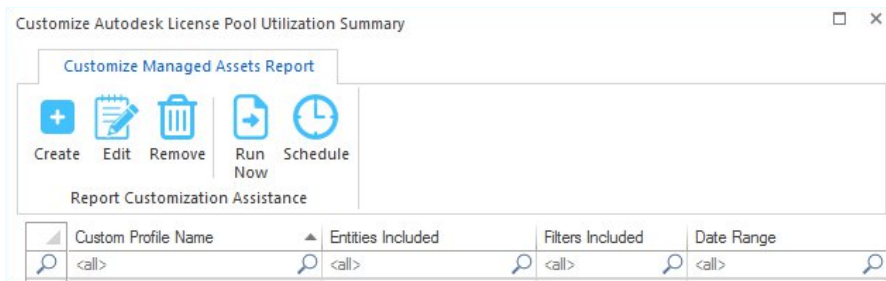 Customize Autodesk License Pool Utilization Summary
Customize Managed Assets Report
Create Edit Remove Run Now Schedule
Report Customization Assistance
Custom Profile Name Entities Included Filters Included Date Range
<all> <all> <all> <all>